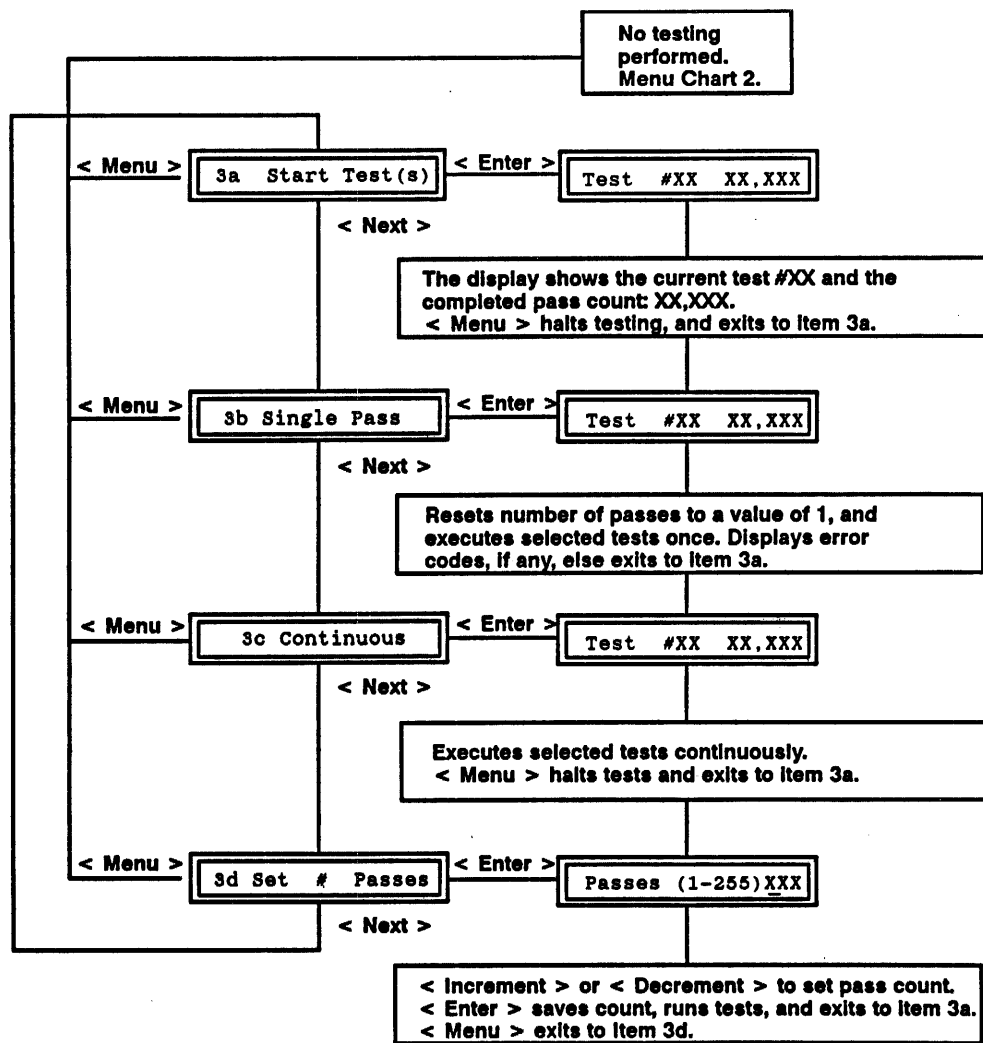 No testing
performed.
Menu Chart 2.
< Menu >
3a Start Test(s)
< Enter >
Test #XX XX,XXX
< Next >
The display shows the current test #XX and the
completed pass count: XX,XXX.
< Menu > halts testing, and exits to item 3a.
< Menu >
3b Single Pass
< Enter >
Test #XX XX,XXX
< Next >
Resets number of passes to a value of 1, and
executes selected tests once. Displays error
codes, if any, else exits to item 3a.
< Menu >
3c Continuous
< Enter >
Test #XX XX,XXX
< Next >
Executes selected tests continuously.
< Menu > halts tests and exits to item 3a.
< Menu >
3d Set # Passes
< Enter >
Passes (1-255)XXX
< Next >
< Increment > or < Decrement > to set pass count.
< Enter > saves count, runs tests, and exits to item 3a.
< Menu > exits to item 3d.